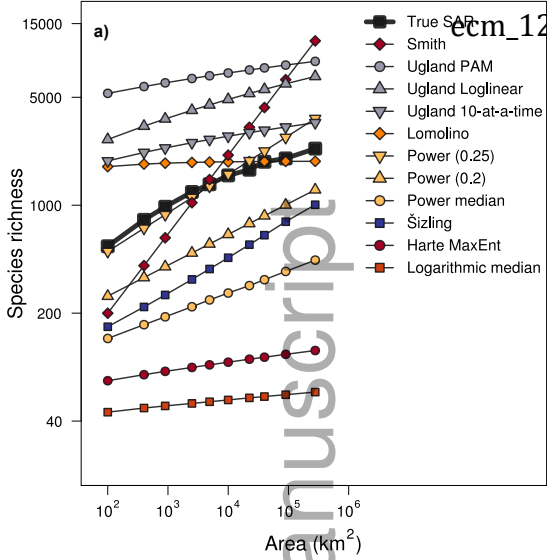 a)
15000
5000
1000
200
40
Species richness
10² 10³ 10⁴ 10⁵ 10⁶
Area (km²)
True SAR
Smith
Ugland PAM
Ugland Loglinear
Ugland 10-at-a-time
Lomolino
Power (0.25)
Power (0.2)
Power median
Šizling
Harte MaxEnt
Logarithmic median
ecm_12
anuscript